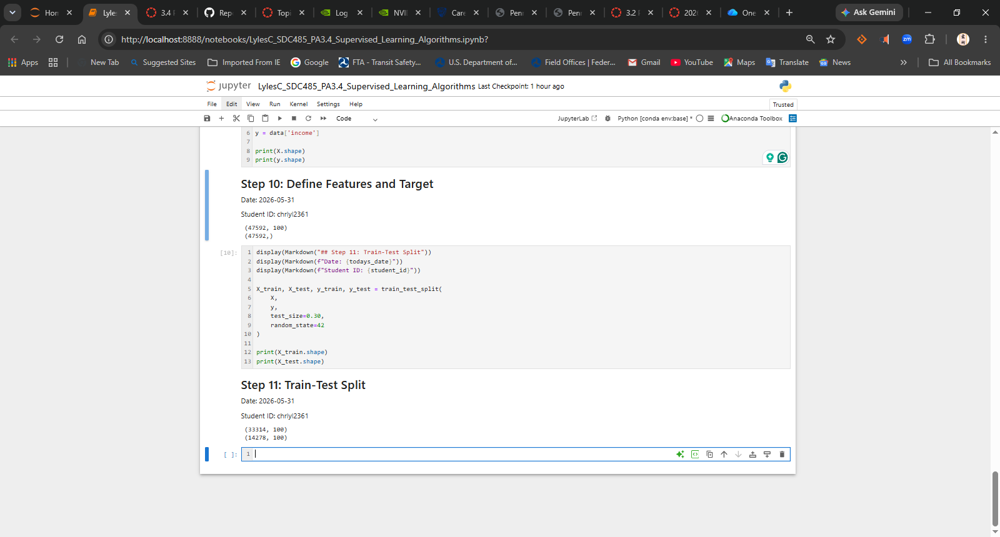 Hor
Lyles
3.4 F
Rep
Topi
Log
NVI
Care
Penn
Penn
3.2 F
202
One
Ask Gemini
http://localhost:8888/notebooks/LylesC_SDC485_PA3.4_Supervised_Learning_Algorithms.ipynb?
zm
Apps
New Tab
Suggested Sites
Imported From IE
Google
FTA - Transit Safety...
U.S. Department of...
Field Offices | Feder...
Gmail
YouTube
Maps
Translate
News
»
All Bookmarks
jupyter LylesC_SDC485_PA3.4_Supervised_Learning_Algorithms Last Checkpoint: 1 hour ago
File Edit View Run Kernel Settings Help
Trusted
Code
JupyterLab
Python [conda env:base] *
Anaconda Toolbox
6 y = data['income']
7
8 print(X.shape)
9 print(y.shape)
Step 10: Define Features and Target
Date: 2026-05-31
Student ID: chrlyl2361
(47592, 100)
(47592,)
[10]:
1 display(Markdown("## Step 11: Train-Test Split"))
2 display(Markdown(f"Date: {todays_date}"))
3 display(Markdown(f"Student ID: {student_id}"))
4
5 X_train, X_test, y_train, y_test = train_test_split(
6 X,
7 y,
8 test_size=0.30,
9 random_state=42
10 )
11
12 print(X_train.shape)
13 print(X_test.shape)
Step 11: Train-Test Split
Date: 2026-05-31
Student ID: chrlyl2361
(33314, 100)
(14278, 100)
[ ]:
1